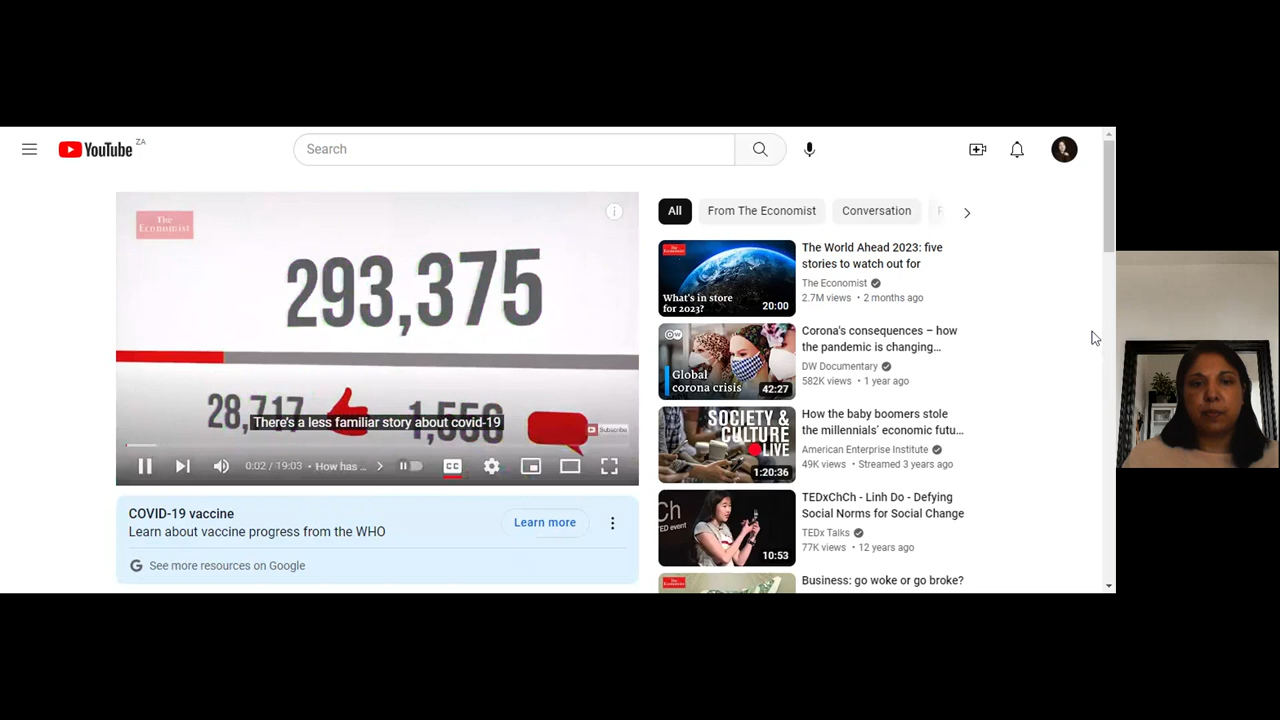 YouTube ZA
Search
The
Economist
293,375
28,717
1,558
There's a less familiar story about covid-19
Subscribe
0:02 / 19:03 • How has ...
CC
COVID-19 vaccine
Learn about vaccine progress from the WHO
Learn more
See more resources on Google
All
From The Economist
Conversation
The World Ahead 2023: five
stories to watch out for
The Economist
2.7M views • 2 months ago
What's in store
for 2023?
20:00
Corona's consequences – how
the pandemic is changing...
DW Documentary
582K views • 1 year ago
Global
corona crisis
42:27
How the baby boomers stole
the millennials' economic futu...
American Enterprise Institute
49K views • Streamed 3 years ago
SOCIETY &
CULTURE
LIVE
1:20:36
TEDxChCh - Linh Do - Defying
Social Norms for Social Change
TEDx Talks
77K views • 12 years ago
Ch
ED event
10:53
Business: go woke or go broke?